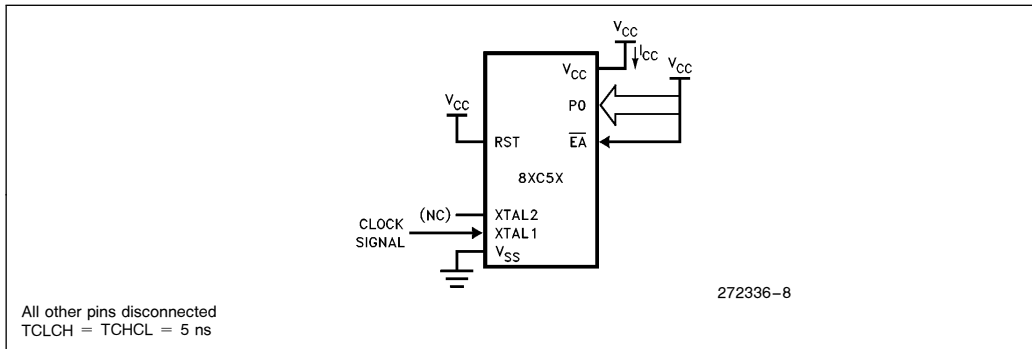 VCC
ICC
VCC
VCC
P0
VCC
RST
EA
8XC5X
(NC)
XTAL2
CLOCK
SIGNAL
XTAL1
VSS
272336–8
All other pins disconnected
TCLCH = TCHCL = 5 ns